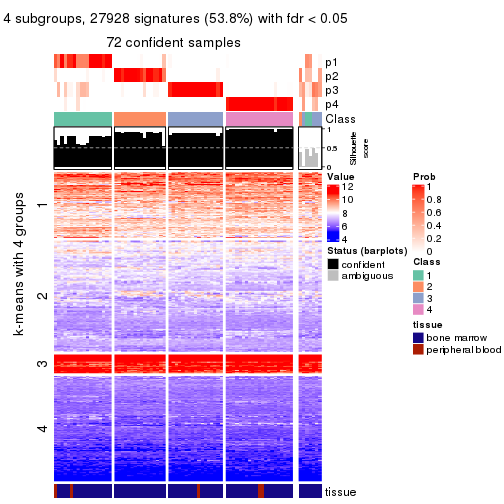 4 subgroups, 27928 signatures (53.8%) with fdr < 0.05
72 confident samples
p1
p2
p3
p4
Class
1
0.5
0
Silhouette
score
k-means with 4 groups
1
2
3
4
tissue
Value
12
10
8
6
4
Status (barplots)
confident
ambiguous
Prob
1
0.8
0.6
0.4
0.2
0
Class
1
2
3
4
tissue
bone marrow
peripheral blood